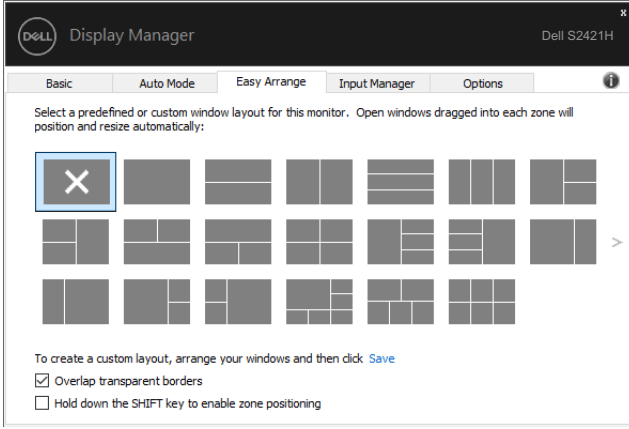 x
DELL Display Manager Dell S2421H
Basic Auto Mode Easy Arrange Input Manager Options i
Select a predefined or custom window layout for this monitor. Open windows dragged into each zone will
position and resize automatically:
>
To create a custom layout, arrange your windows and then click Save
Overlap transparent borders
Hold down the SHIFT key to enable zone positioning